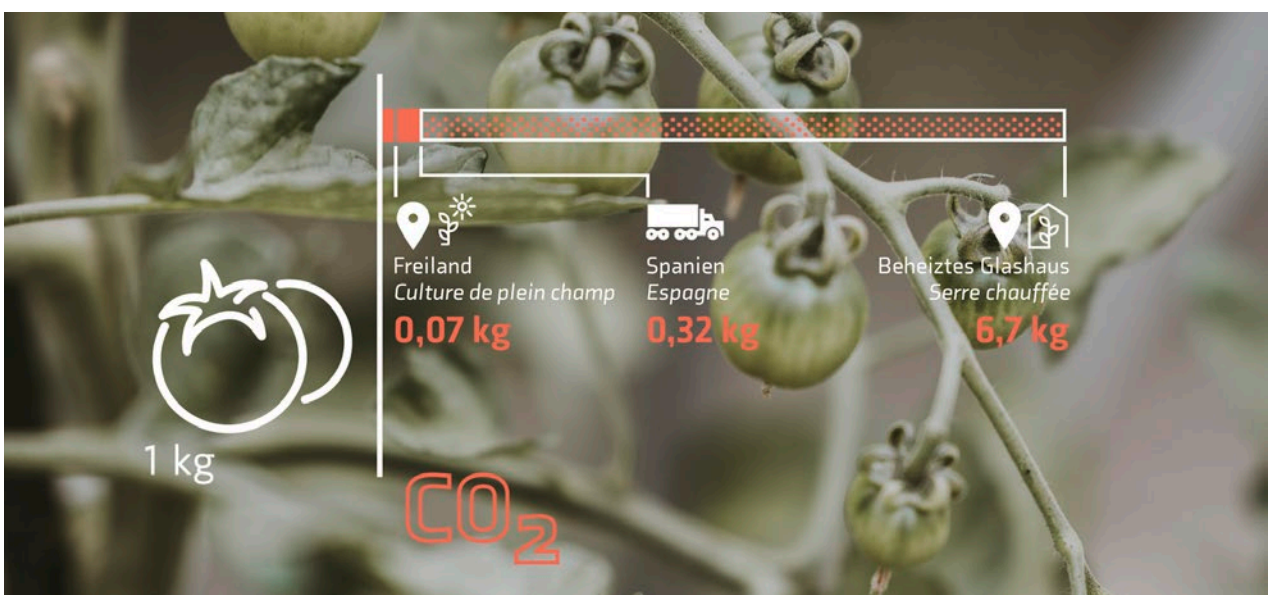 Freiland
Culture de plein champ
0,07 kg
Spanien
Espagne
0,32 kg
Beheiztes Glashaus
Serre chauffée
6,7 kg
1 kg
CO₂